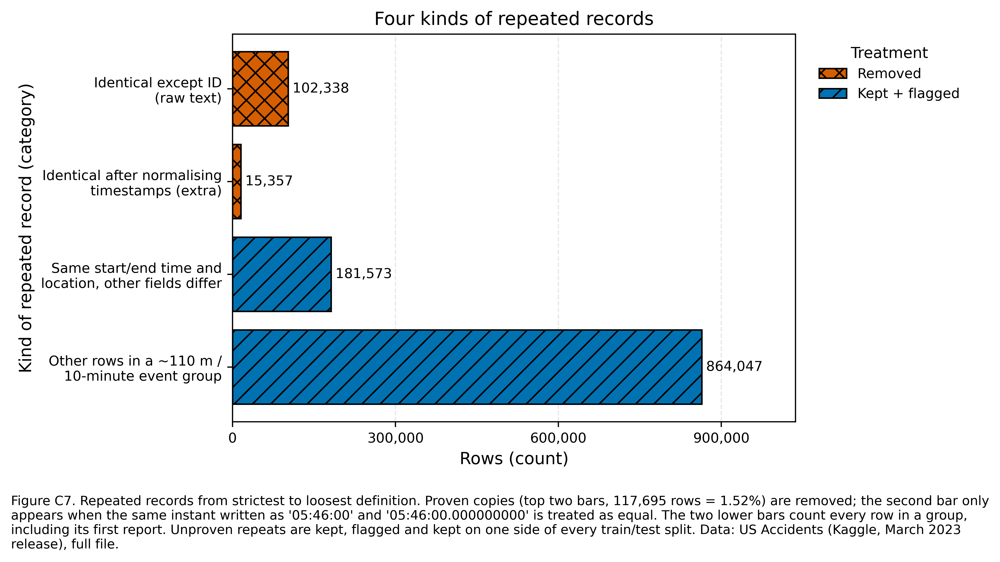 Four kinds of repeated records
Treatment
Removed
Kept + flagged
Kind of repeated record (category)
Identical except ID
(raw text)
102,338
Identical after normalising
timestamps (extra)
15,357
Same start/end time and
location, other fields differ
181,573
Other rows in a ~110 m /
10-minute event group
864,047
0
300,000
600,000
900,000
Rows (count)
Figure C7. Repeated records from strictest to loosest definition. Proven copies (top two bars, 117,695 rows = 1.52%) are removed; the second bar only
appears when the same instant written as '05:46:00' and '05:46:00.000000000' is treated as equal. The two lower bars count every row in a group,
including its first report. Unproven repeats are kept, flagged and kept on one side of every train/test split. Data: US Accidents (Kaggle, March 2023
release), full file.